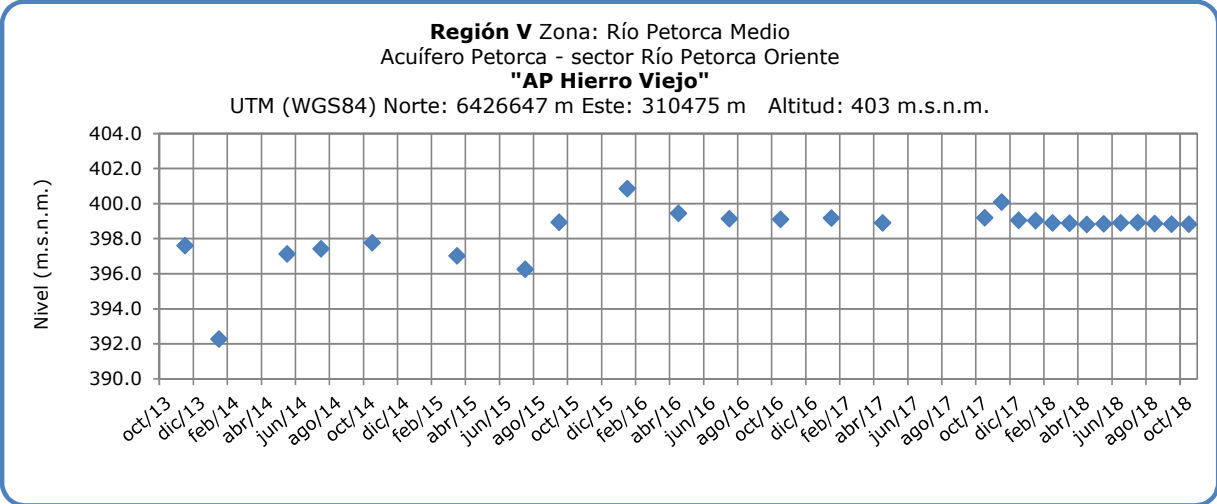 Región V Zona: Río Petorca Medio
Acuífero Petorca - sector Río Petorca Oriente
"AP Hierro Viejo"
UTM (WGS84) Norte: 6426647 m Este: 310475 m Altitud: 403 m.s.n.m.
Nivel (m.s.n.m.)
404.0
402.0
400.0
398.0
396.0
394.0
392.0
390.0
oct/13
dic/13
feb/14
abr/14
jun/14
ago/14
oct/14
dic/14
feb/15
abr/15
jun/15
ago/15
oct/15
dic/15
feb/16
abr/16
jun/16
ago/16
oct/16
dic/16
feb/17
abr/17
jun/17
ago/17
oct/17
dic/17
feb/18
abr/18
jun/18
ago/18
oct/18